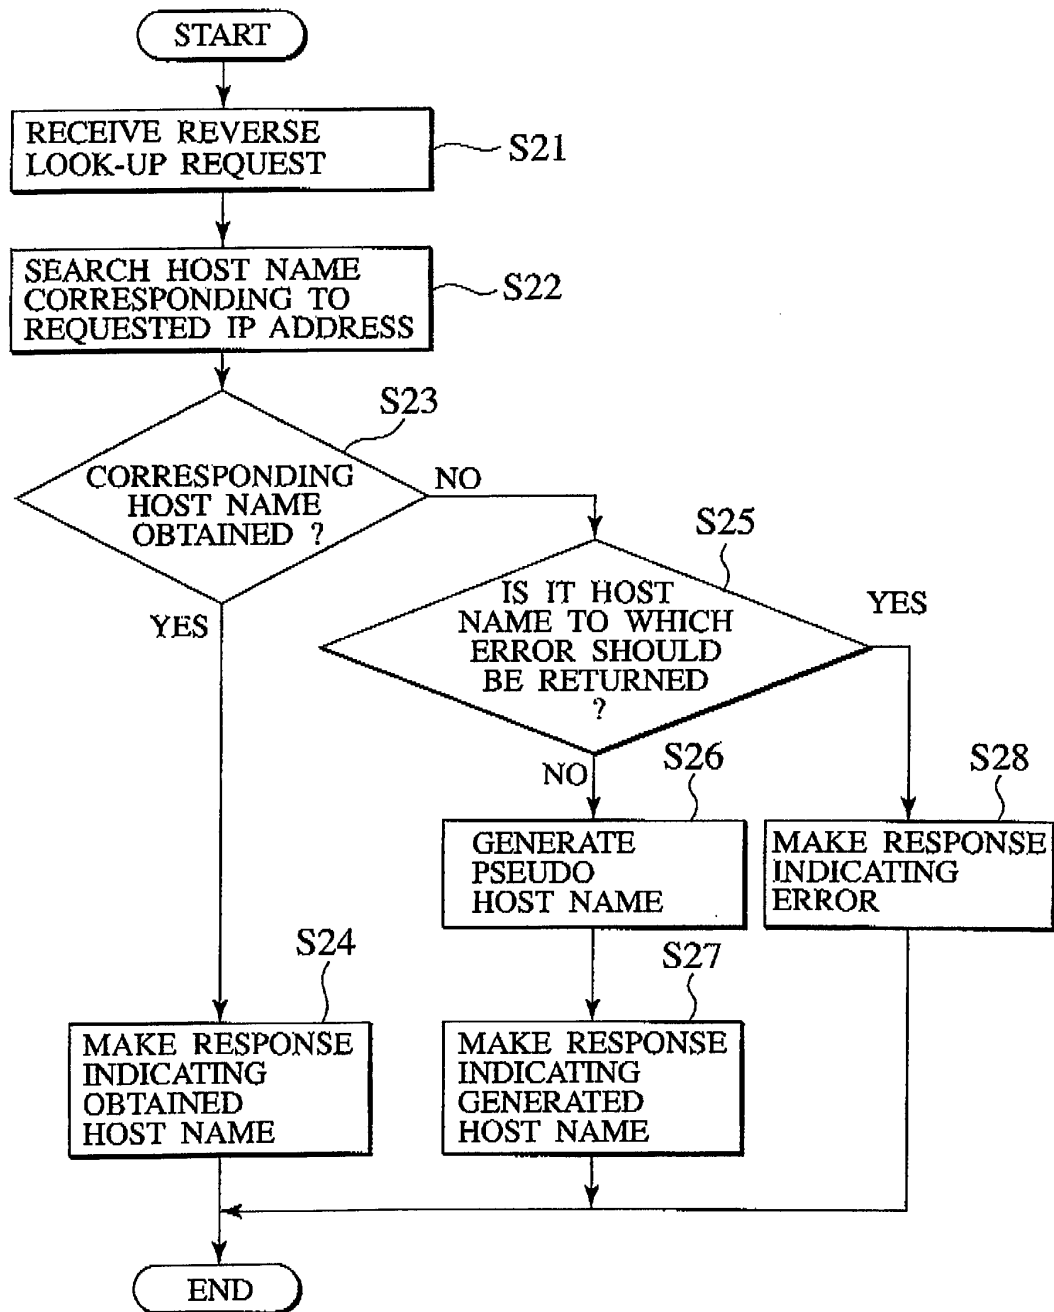 START
RECEIVE REVERSE
LOOK-UP REQUEST
S21
SEARCH HOST NAME
CORRESPONDING TO
REQUESTED IP ADDRESS
S22
S23
CORRESPONDING
HOST NAME
OBTAINED ?
NO
YES
S25
IS IT HOST
NAME TO WHICH
ERROR SHOULD
BE RETURNED
?
YES
NO
S26
GENERATE
PSEUDO
HOST NAME
S28
MAKE RESPONSE
INDICATING
ERROR
S24
MAKE RESPONSE
INDICATING
OBTAINED
HOST NAME
S27
MAKE RESPONSE
INDICATING
GENERATED
HOST NAME
END